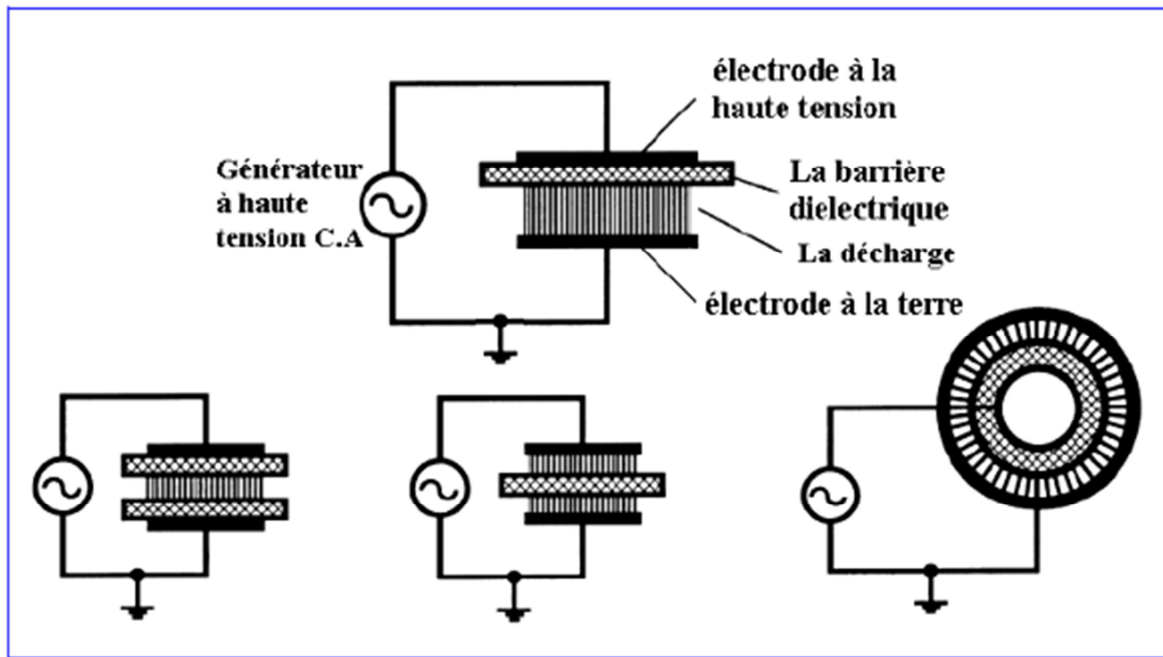 électrode à la
haute tension
Générateur
à haute
tension C.A
La barrière
dielectrique
La décharge
électrode à la terre